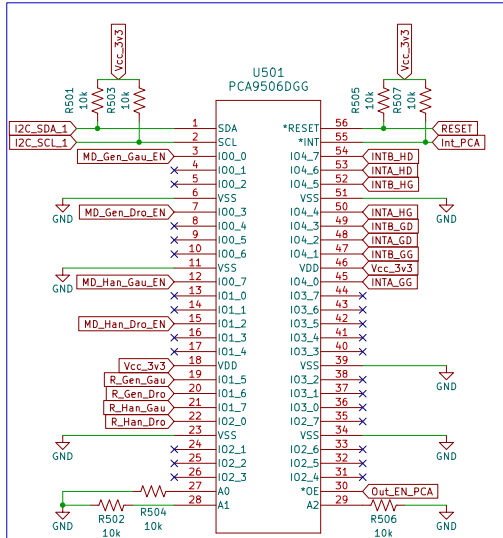 Vcc_3v3
Vcc_3v3
R501
10k
R503
10k
U501
PCA9506DGG
R505
10k
R507
10k
I2C_SDA_1 1 SDA *RESET 56 RESET
I2C_SCL_1 2 SCL *INT 55 Int_PCA
MD_Gen_Gau_EN 3 IO0_0 IO4_7 54 INTB_HD
4 IO0_1 IO4_6 53 INTA_HD
5 IO0_2 IO4_5 52 INTB_HG
GND 6 VSS VSS 51 GND
MD_Gen_Dro_EN 7 IO0_3 IO4_4 50 INTA_HG
8 IO0_4 IO4_3 49 INTB_GD
9 IO0_5 IO4_2 48 INTA_GD
10 IO0_6 IO4_1 47 INTB_GG
GND 11 VSS VDD 46 Vcc_3v3
MD_Han_Gau_EN 12 IO0_7 IO4_0 45 INTA_GG
13 IO1_0 IO3_7 44
14 IO1_1 IO3_6 43
MD_Han_Dro_EN 15 IO1_2 IO3_5 42
16 IO1_3 IO3_4 41
17 IO1_4 IO3_3 40
Vcc_3v3 18 VDD VSS 39 GND
R_Gen_Gau 19 IO1_5 IO3_2 38
R_Gen_Dro 20 IO1_6 IO3_1 37
R_Han_Gau 21 IO1_7 IO3_0 36
R_Han_Dro 22 IO2_0 IO2_7 35
GND 23 VSS VSS 34 GND
24 IO2_1 IO2_6 33
25 IO2_2 IO2_5 32
26 IO2_3 IO2_4 31
27 A0 *OE 30 Out_EN_PCA
28 A1 A2 29
GND R502 R504 R506 GND
10k 10k 10k